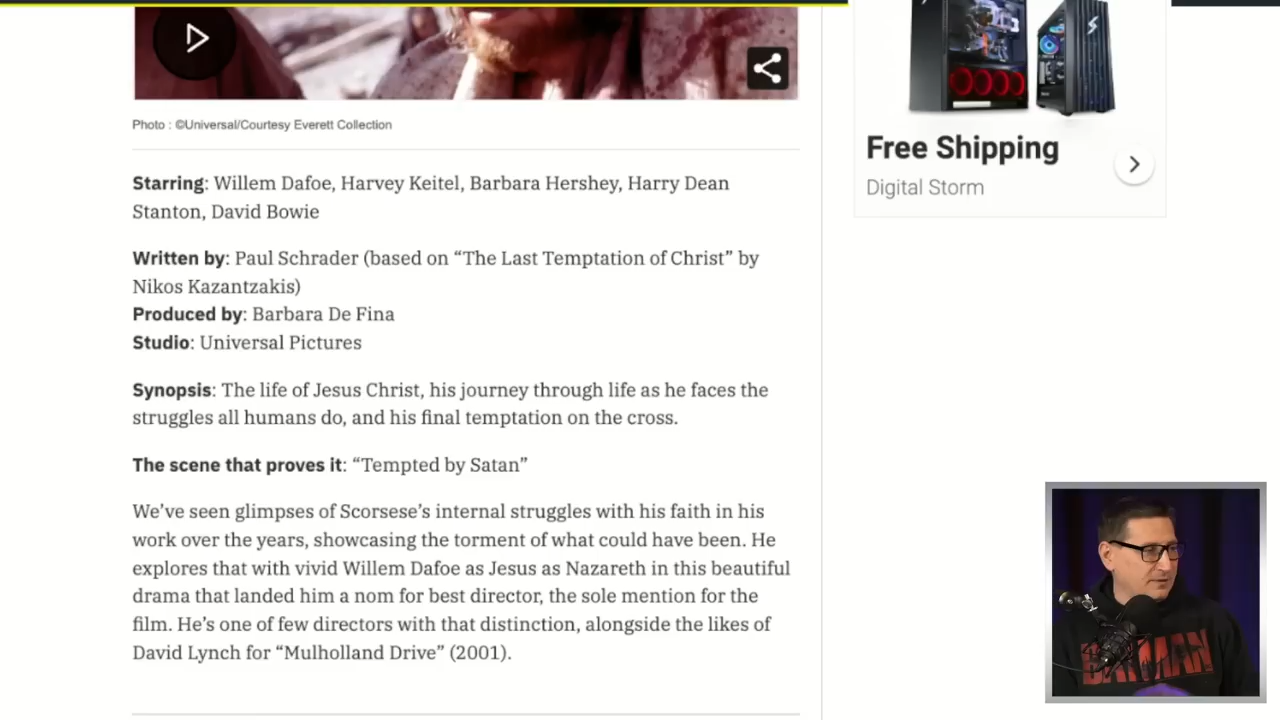 Photo : ©Universal/Courtesy Everett Collection
Starring: Willem Dafoe, Harvey Keitel, Barbara Hershey, Harry Dean
Stanton, David Bowie
Written by: Paul Schrader (based on “The Last Temptation of Christ” by
Nikos Kazantzakis)
Produced by: Barbara De Fina
Studio: Universal Pictures
Synopsis: The life of Jesus Christ, his journey through life as he faces the
struggles all humans do, and his final temptation on the cross.
The scene that proves it: “Tempted by Satan”
We’ve seen glimpses of Scorsese’s internal struggles with his faith in his
work over the years, showcasing the torment of what could have been. He
explores that with vivid Willem Dafoe as Jesus as Nazareth in this beautiful
drama that landed him a nom for best director, the sole mention for the
film. He’s one of few directors with that distinction, alongside the likes of
David Lynch for “Mulholland Drive” (2001).
Free Shipping
Digital Storm
BATMAN